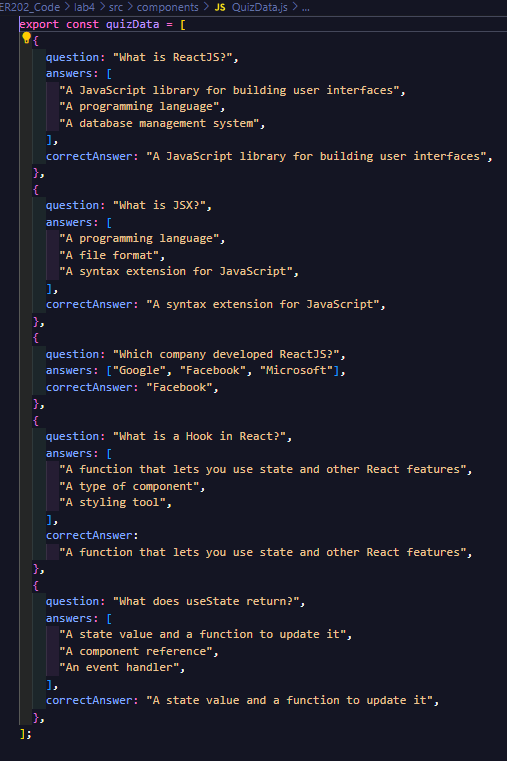 ER202_Code > lab4 > src > components > JS QuizData.js > ...
export const quizData = [
  {
    question: "What is ReactJS?",
    answers: [
      "A JavaScript library for building user interfaces",
      "A programming language",
      "A database management system",
    ],
    correctAnswer: "A JavaScript library for building user interfaces",
  },
  {
    question: "What is JSX?",
    answers: [
      "A programming language",
      "A file format",
      "A syntax extension for JavaScript",
    ],
    correctAnswer: "A syntax extension for JavaScript",
  },
  {
    question: "Which company developed ReactJS?",
    answers: ["Google", "Facebook", "Microsoft"],
    correctAnswer: "Facebook",
  },
  {
    question: "What is a Hook in React?",
    answers: [
      "A function that lets you use state and other React features",
      "A type of component",
      "A styling tool",
    ],
    correctAnswer:
      "A function that lets you use state and other React features",
  },
  {
    question: "What does useState return?",
    answers: [
      "A state value and a function to update it",
      "A component reference",
      "An event handler",
    ],
    correctAnswer: "A state value and a function to update it",
  },
];